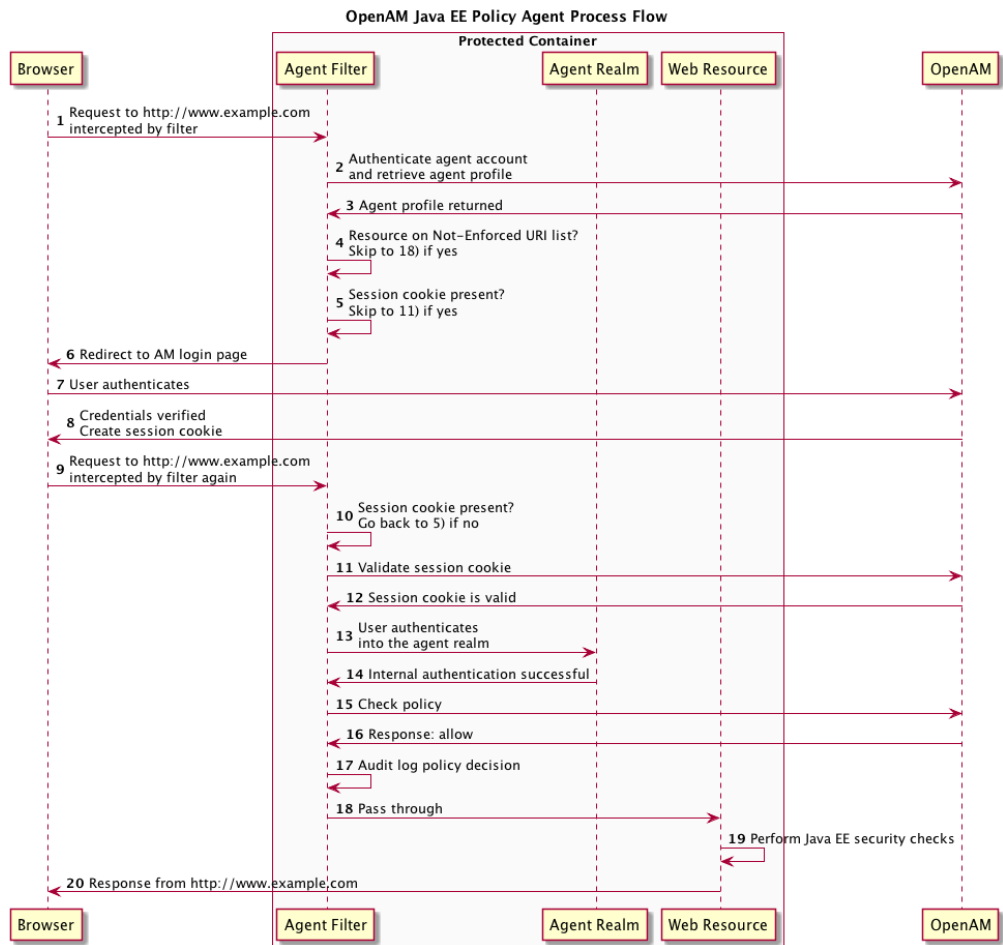 OpenAM Java EE Policy Agent Process Flow
Protected Container
Browser
Agent Filter
Agent Realm
Web Resource
OpenAM
1 Request to http://www.example.com
intercepted by filter
2 Authenticate agent account
and retrieve agent profile
3 Agent profile returned
4 Resource on Not-Enforced URI list?
Skip to 18) if yes
5 Session cookie present?
Skip to 11) if yes
6 Redirect to AM login page
7 User authenticates
8 Credentials verified
Create session cookie
9 Request to http://www.example.com
intercepted by filter again
10 Session cookie present?
Go back to 5) if no
11 Validate session cookie
12 Session cookie is valid
13 User authenticates
into the agent realm
14 Internal authentication successful
15 Check policy
16 Response: allow
17 Audit log policy decision
18 Pass through
19 Perform Java EE security checks
20 Response from http://www.example.com
Browser
Agent Filter
Agent Realm
Web Resource
OpenAM